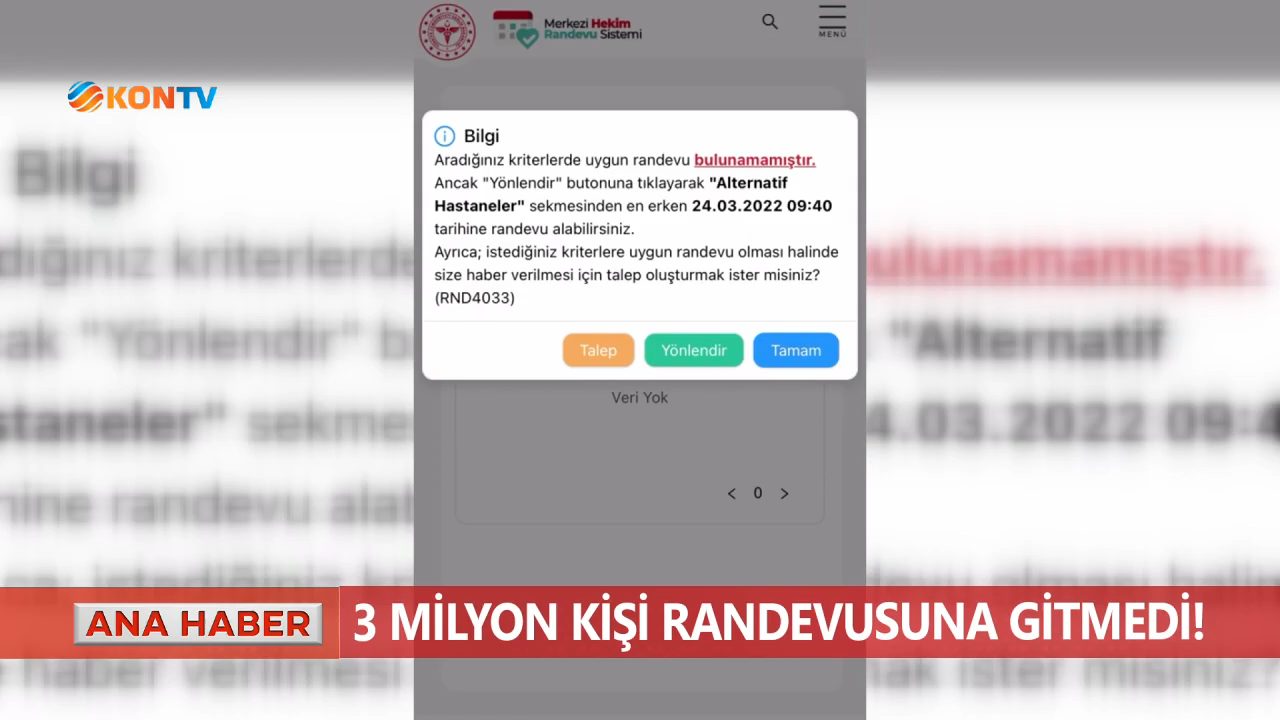 Merkezi Hekim
Randevu Sistemi
MENÜ
KONTV
Bilgi
Aradığınız kriterlerde uygun randevu bulunamamıştır.
Ancak "Yönlendir" butonuna tıklayarak "Alternatif
Hastaneler" sekmesinden en erken 24.03.2022 09:40
tarihine randevu alabilirsiniz.
Ayrıca; istediğiniz kriterlere uygun randevu olması halinde
size haber verilmesi için talep oluşturmak ister misiniz?
(RND4033)
Talep Yönlendir Tamam
Veri Yok
< 0 >
ANA HABER
3 MİLYON KİŞİ RANDEVUSUNA GİTMEDİ!